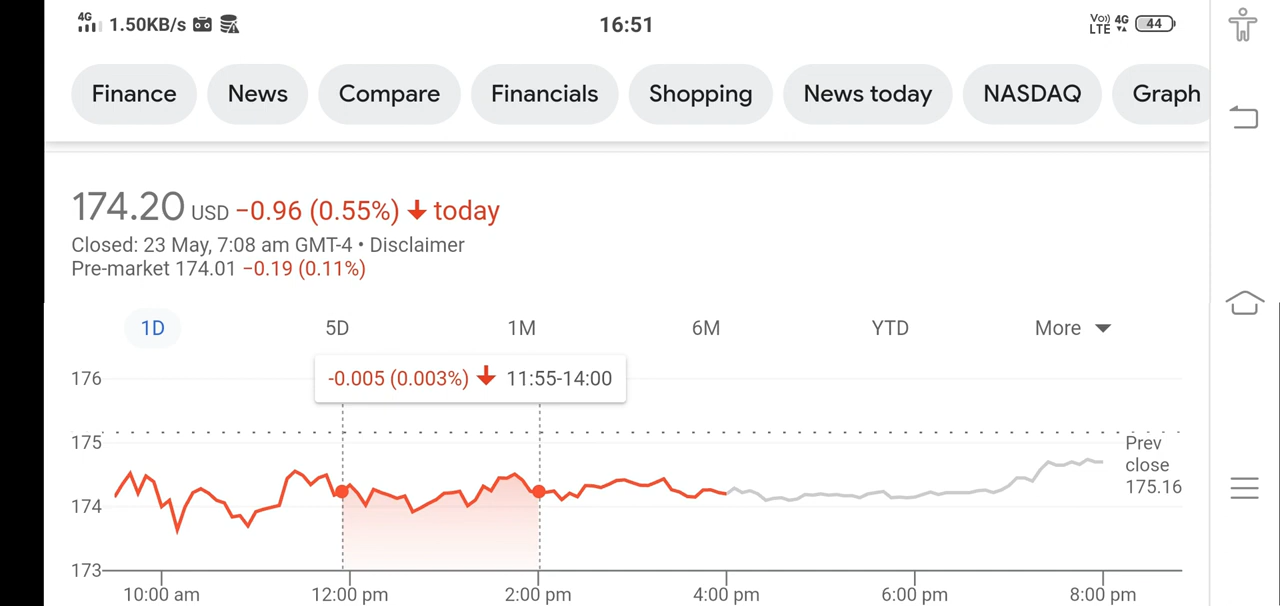 4G 1.50KB/s 16:51 Vo)) LTE 4G 44
Finance News Compare Financials Shopping News today NASDAQ Graph
174.20 USD −0.96 (0.55%) today
Closed: 23 May, 7:08 am GMT-4 • Disclaimer
Pre-market 174.01 −0.19 (0.11%)
1D 5D 1M 6M YTD More
-0.005 (0.003%) 11:55-14:00
176
175
174
173
Prev
close
175.16
10:00 am 12:00 pm 2:00 pm 4:00 pm 6:00 pm 8:00 pm